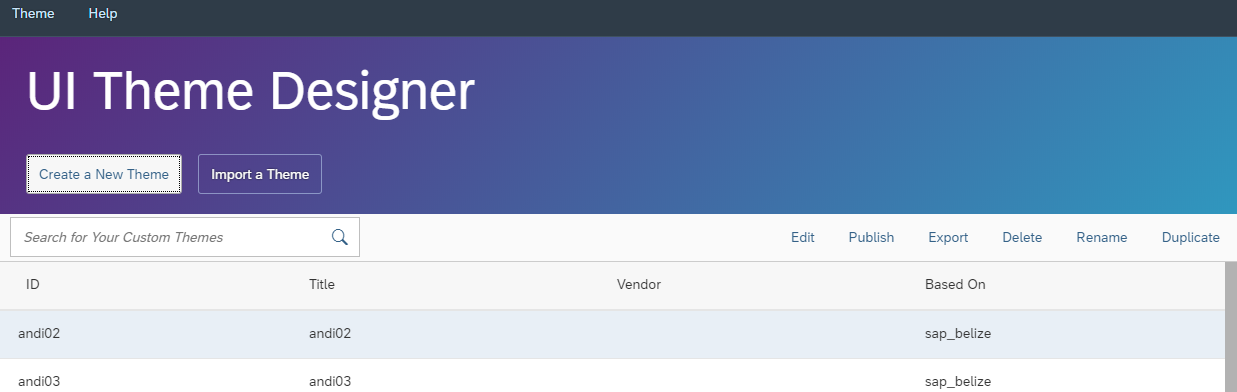 Theme Help
UI Theme Designer
Create a New Theme Import a Theme
Search for Your Custom Themes Edit Publish Export Delete Rename Duplicate
ID Title Vendor Based On
andi02 andi02 sap_belize
andi03 andi03 sap_belize